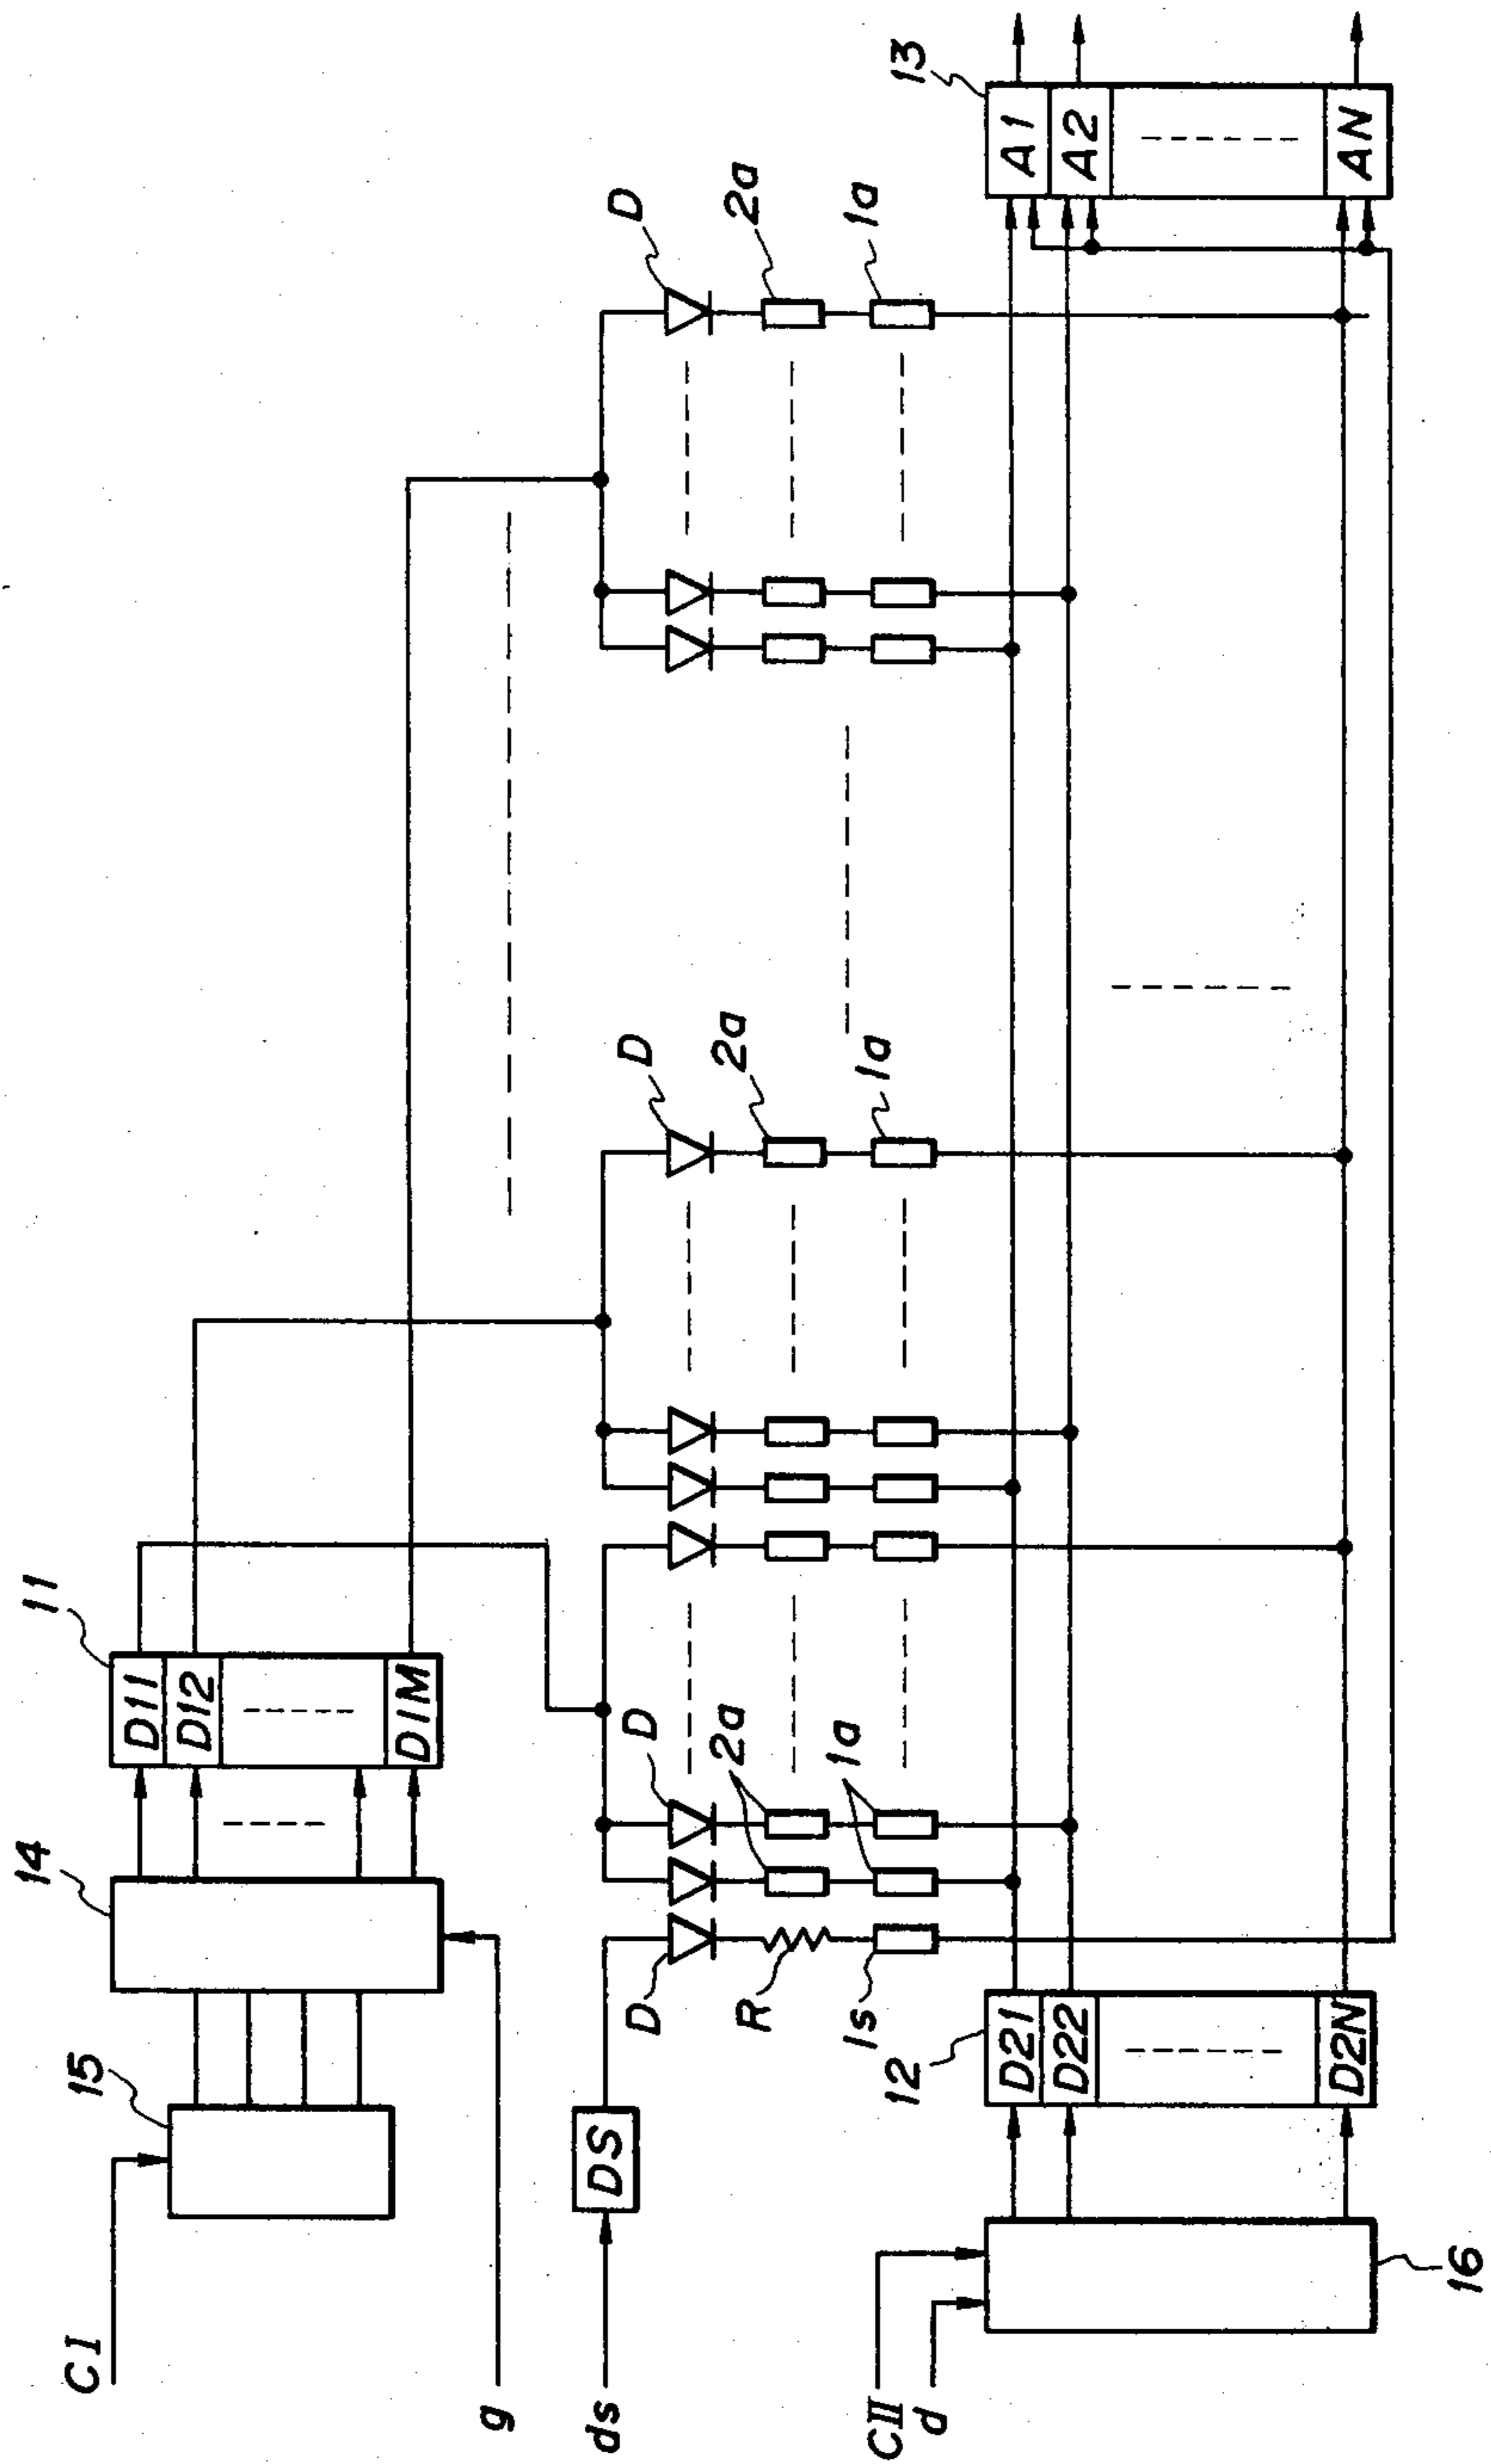 CI
15
14
11
D11
D12
D1M
g
ds
DS
D
R
1s
D
2a
1a
D
2a
1a
D
2a
1a
CII
d
16
12
D21
D22
D2N
13
A1
A2
AN